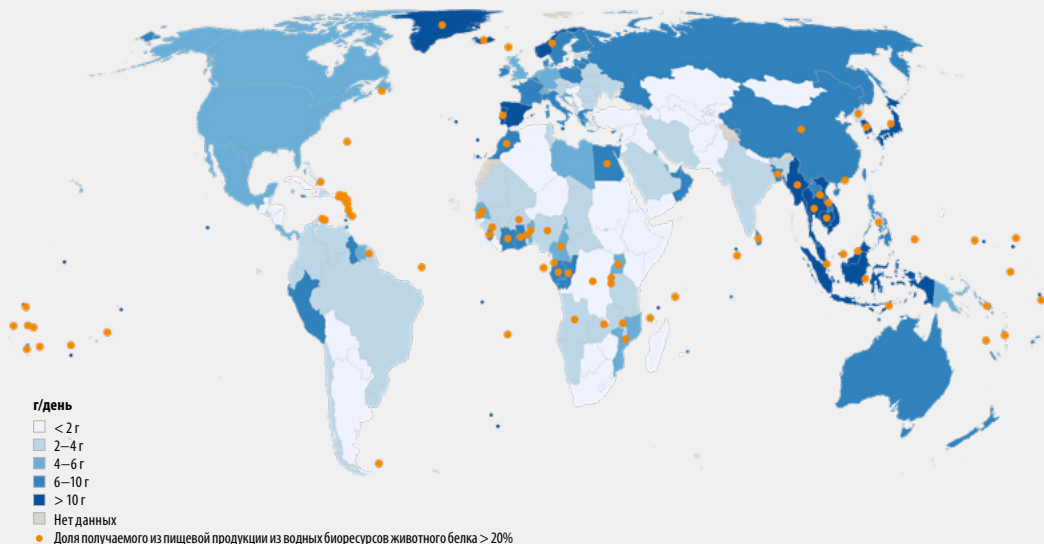 г/день
< 2 г
2–4 г
4–6 г
6–10 г
> 10 г
Нет данных
Доля получаемого из пищевой продукции из водных биоресурсов животного белка > 20%